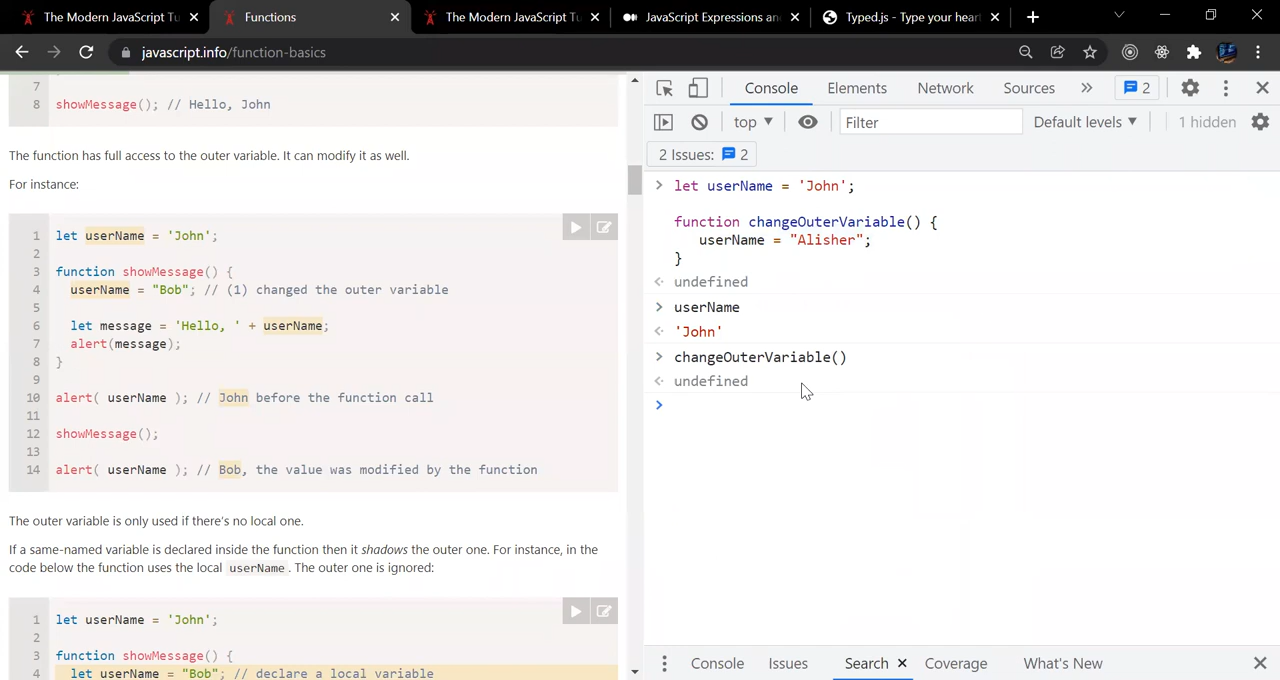 The Modern JavaScript Tu
Functions
The Modern JavaScript Tu
JavaScript Expressions an
Typed.js - Type your hear
javascript.info/function-basics
7
8 showMessage(); // Hello, John
The function has full access to the outer variable. It can modify it as well.
For instance:
1 let userName = 'John';
2
3 function showMessage() {
4 userName = "Bob"; // (1) changed the outer variable
5
6 let message = 'Hello, ' + userName;
7 alert(message);
8 }
9
10 alert( userName ); // John before the function call
11
12 showMessage();
13
14 alert( userName ); // Bob, the value was modified by the function
The outer variable is only used if there's no local one.
If a same-named variable is declared inside the function then it shadows the outer one. For instance, in the
code below the function uses the local userName. The outer one is ignored:
1 let userName = 'John';
2
3 function showMessage() {
4 let userName = "Bob"; // declare a local variable
Console Elements Network Sources 2
top Filter Default levels 1 hidden
2 Issues: 2
let userName = 'John';
function changeOuterVariable() {
userName = "Alisher";
}
undefined
userName
'John'
changeOuterVariable()
undefined
Console Issues Search Coverage What's New